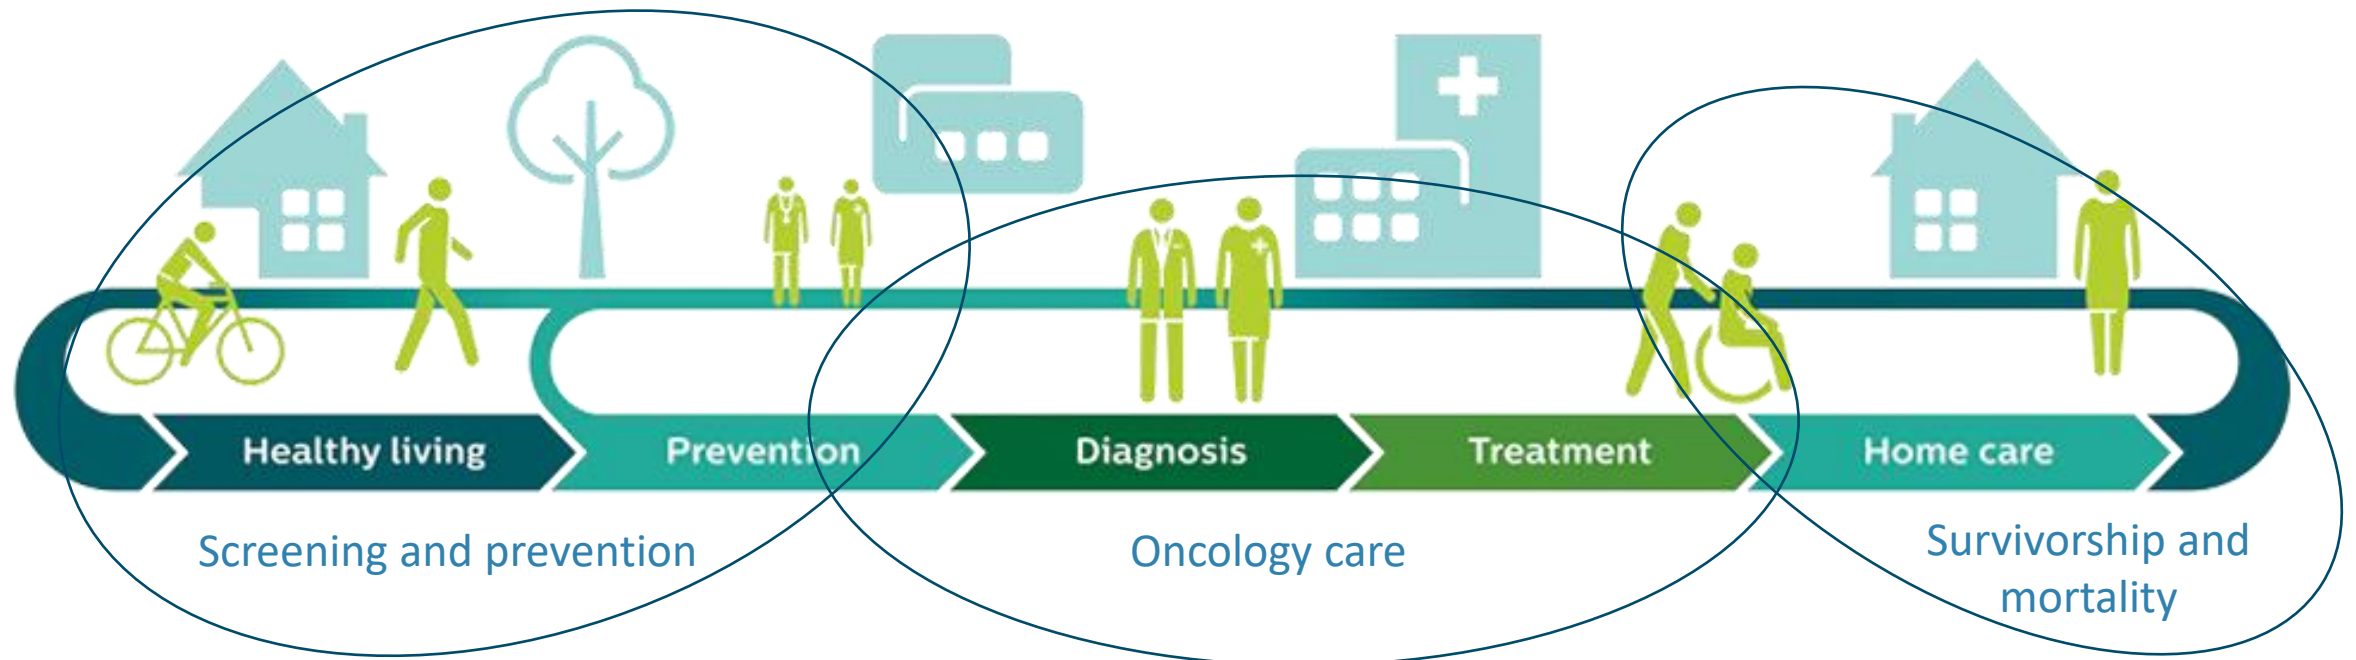 Healthy living
Prevention
Diagnosis
Treatment
Home care
Screening and prevention
Oncology care
Survivorship and
mortality